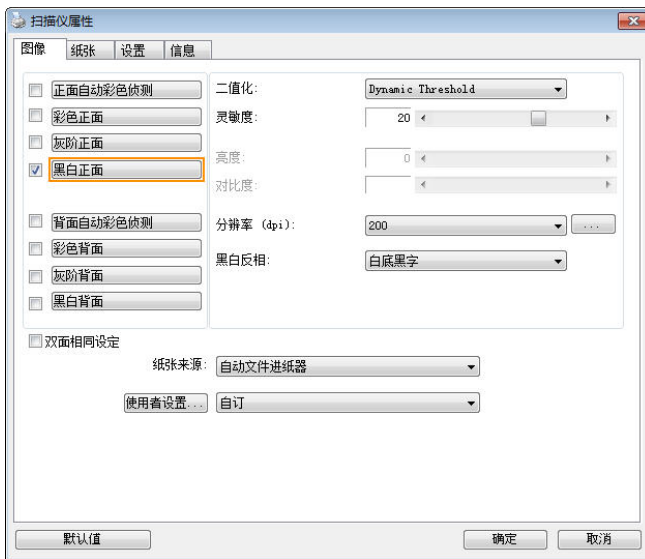 扫描仪属性
图像 纸张 设置 信息
正面自动彩色侦测
彩色正面
灰阶正面
黑白正面
背面自动彩色侦测
彩色背面
灰阶背面
黑白背面
二值化: Dynamic Threshold
灵敏度: 20
亮度: 0
对比度:
分辨率 (dpi): 200 ...
黑白反相: 白底黑字
双面相同设定
纸张来源: 自动文件进纸器
使用者设置... 自订
默认值 确定 取消